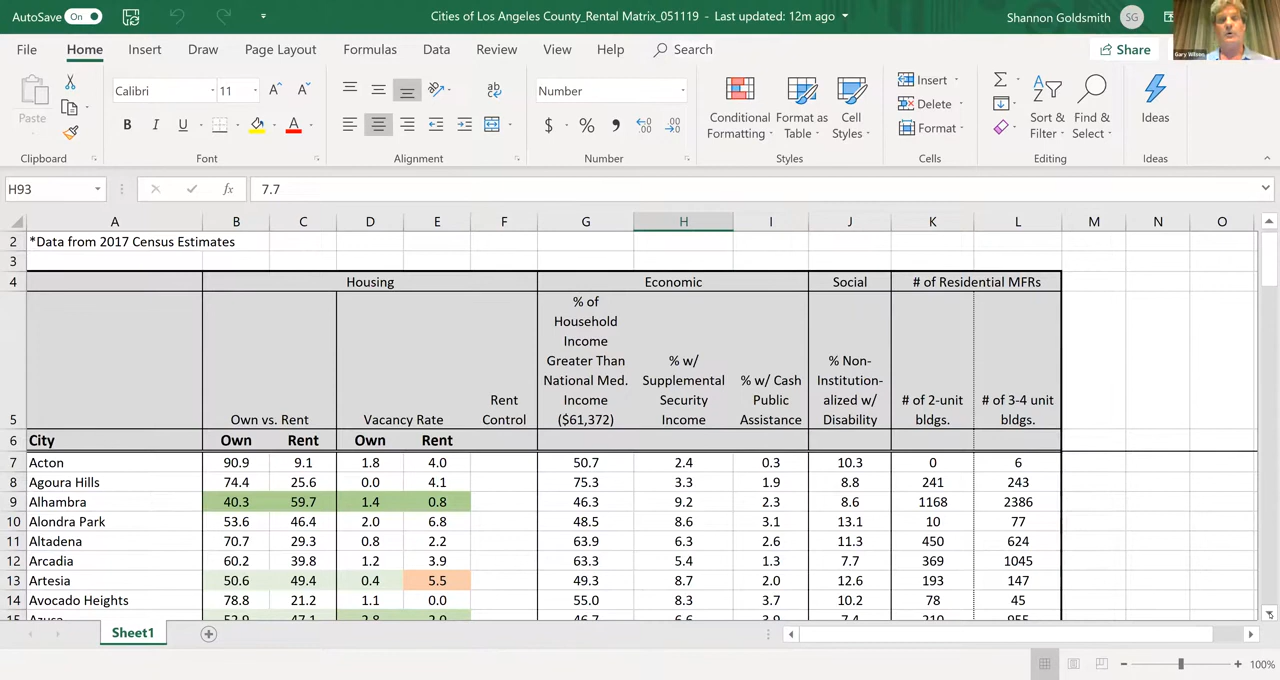 AutoSave On Cities of Los Angeles County_Rental Matrix_051119 - Last updated: 12m ago Shannon Goldsmith SG
Gary Wilson
File Home Insert Draw Page Layout Formulas Data Review View Help Search Share
Paste Calibri 11 A A ab Number Conditional Formatting Format as Table Cell Styles Insert Delete Format Sort & Filter Find & Select Ideas
B I U A $ % , .00
Clipboard Font Alignment Number Styles Cells Editing Ideas
H93 fx 7.7
A B C D E F G H I J K L M N O
2 *Data from 2017 Census Estimates
3
4 Housing Economic Social # of Residential MFRs
5 Own vs. Rent Vacancy Rate Rent Control % of Household Income Greater Than National Med. Income ($61,372) % w/ Supplemental Security Income % w/ Cash Public Assistance % Non-Institution-alized w/ Disability # of 2-unit bldgs. # of 3-4 unit bldgs.
6 City Own Rent Own Rent
7 Acton 90.9 9.1 1.8 4.0 50.7 2.4 0.3 10.3 0 6
8 Agoura Hills 74.4 25.6 0.0 4.1 75.3 3.3 1.9 8.8 241 243
9 Alhambra 40.3 59.7 1.4 0.8 46.3 9.2 2.3 8.6 1168 2386
10 Alondra Park 53.6 46.4 2.0 6.8 48.5 8.6 3.1 13.1 10 77
11 Altadena 70.7 29.3 0.8 2.2 63.9 6.3 2.6 11.3 450 624
12 Arcadia 60.2 39.8 1.2 3.9 63.3 5.4 1.3 7.7 369 1045
13 Artesia 50.6 49.4 0.4 5.5 49.3 8.7 2.0 12.6 193 147
14 Avocado Heights 78.8 21.2 1.1 0.0 55.0 8.3 3.7 10.2 78 45
15 Azusa 52.9 47.1 2.8 2.0 46.7 6.6 3.9 7.4 210 955
Sheet1
100%